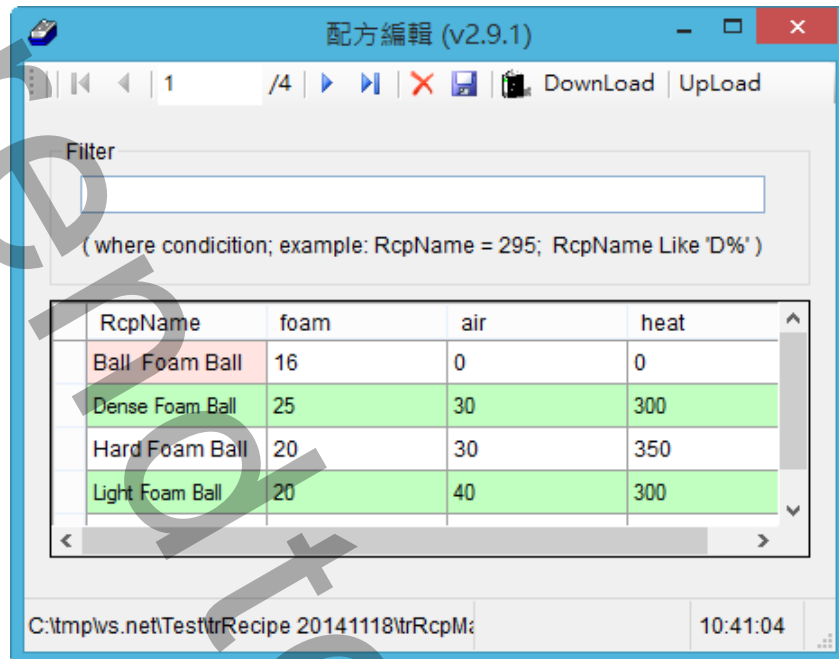 配方編輯 (v2.9.1)
1 /4 DownLoad UpLoad
Filter
( where condicition; example: RcpName = 295; RcpName Like 'D%' )
RcpName foam air heat
Ball Foam Ball 16 0 0
Dense Foam Ball 25 30 300
Hard Foam Ball 20 30 350
Light Foam Ball 20 40 300
C:\tmp\vs.net\Test\trRecipe 20141118\trRcpMa 10:41:04